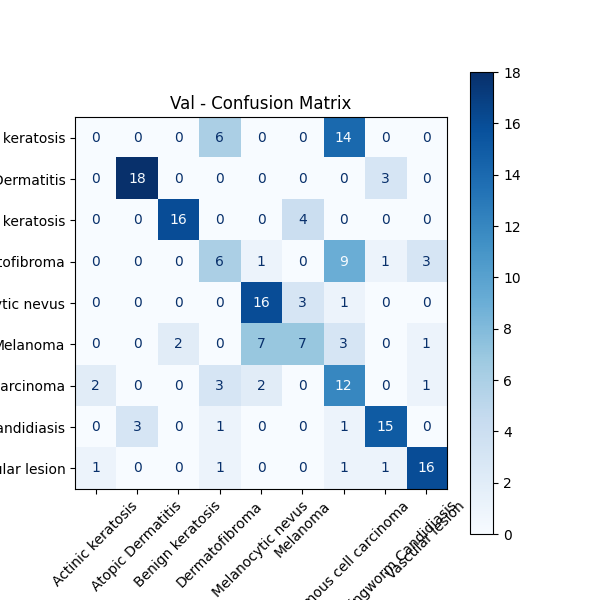 Val - Confusion Matrix
keratosis 0 0 0 6 0 0 14 0 0
Dermatitis 0 18 0 0 0 0 0 3 0
keratosis 0 0 16 0 0 4 0 0 0
tofibroma 0 0 0 6 1 0 9 1 3
ytic nevus 0 0 0 0 16 3 1 0 0
Melanoma 0 0 2 0 7 7 3 0 1
arcinoma 2 0 0 3 2 0 12 0 1
andidiasis 0 3 0 1 0 0 1 15 0
ular lesion 1 0 0 1 0 0 1 1 16
Actinic keratosis
Atopic Dermatitis
Benign keratosis
Dermatofibroma
Melanocytic nevus
Melanoma
mous cell carcinoma
ingworm Candidiasis
Vascular lesion
18
16
14
12
10
8
6
4
2
0